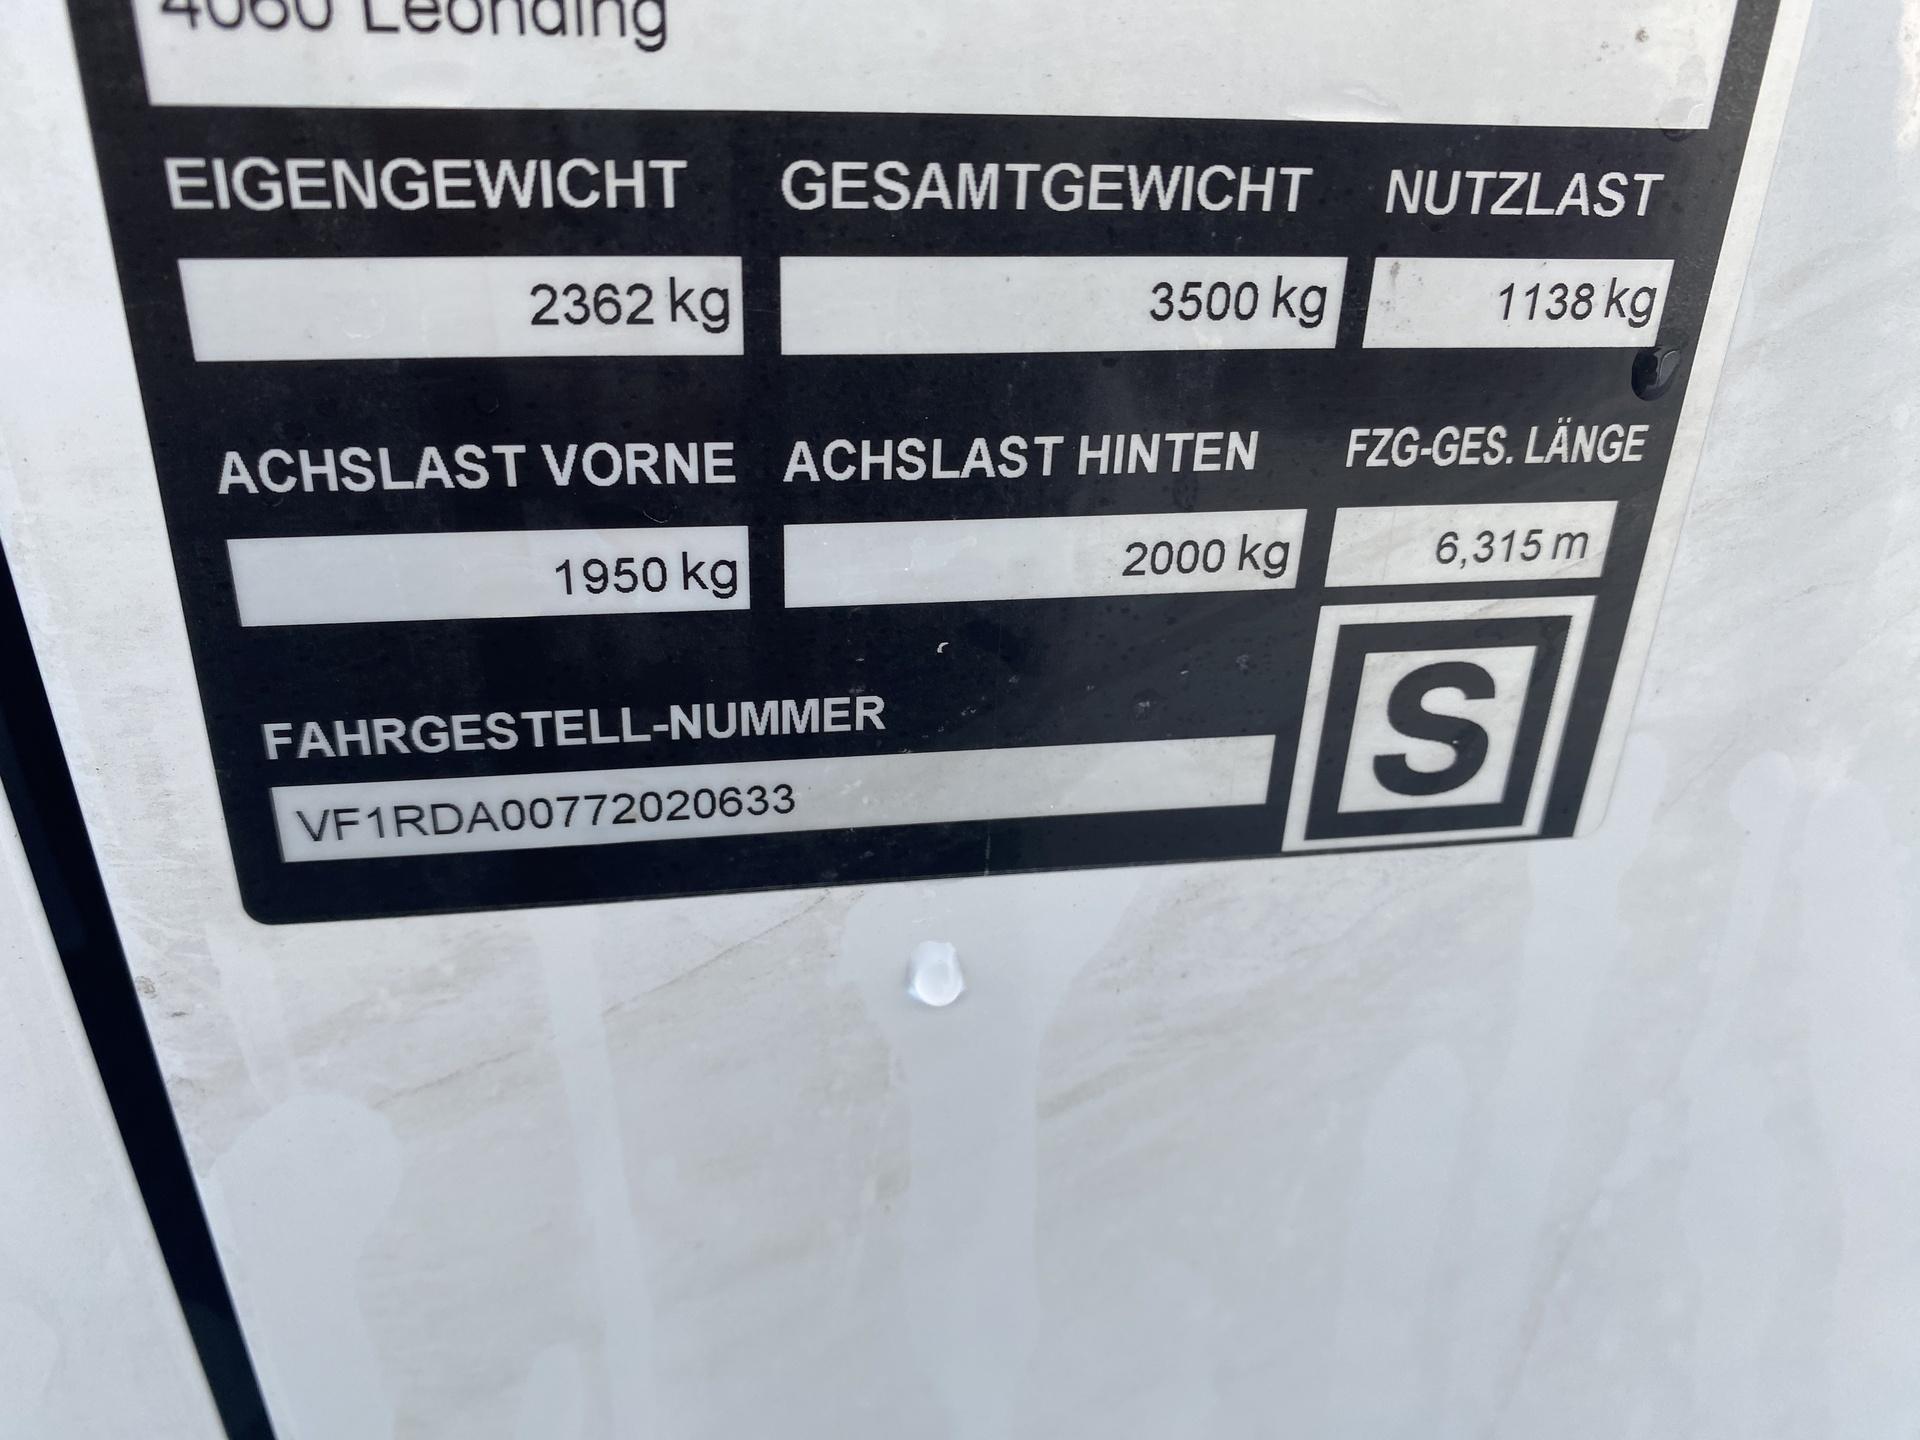 4060 Leonding
EIGENGEWICHT GESAMTGEWICHT NUTZLAST
2362 kg 3500 kg 1138 kg
ACHSLAST VORNE ACHSLAST HINTEN FZG-GES. LÄNGE
1950 kg 2000 kg 6,315 m
FAHRGESTELL-NUMMER
VF1RDA00772020633
S